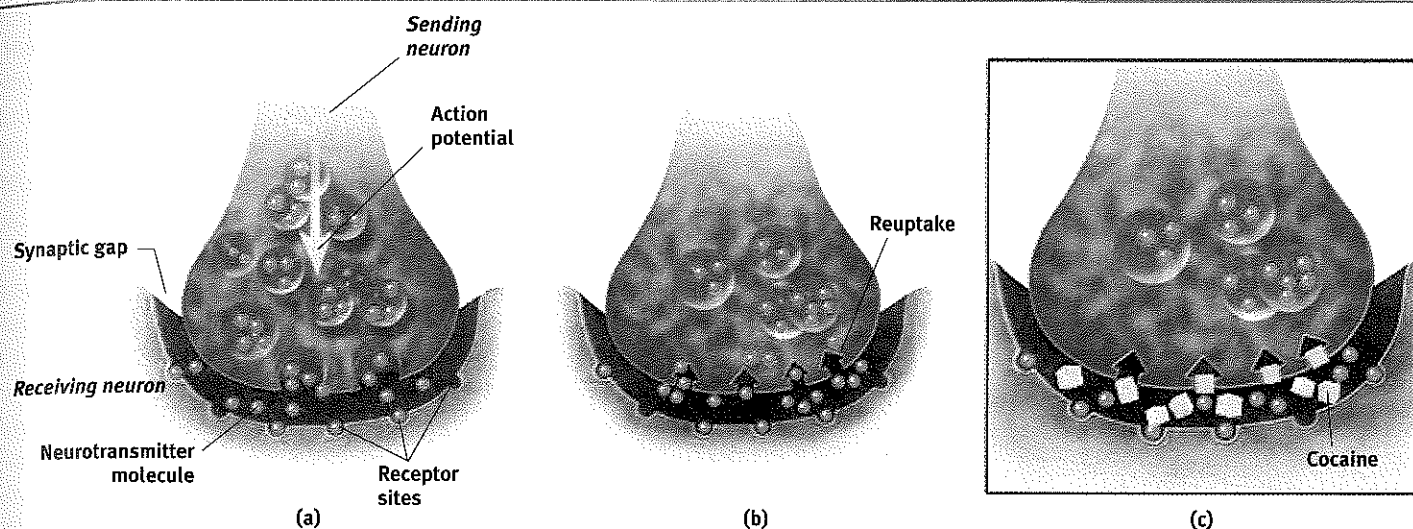 Sending
neuron
Action
potential
Synaptic gap
Receiving neuron
Neurotransmitter
molecule
Receptor
sites
(a)
Reuptake
(b)
Cocaine
(c)